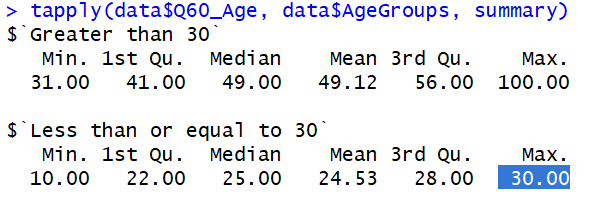 > tapply(data$Q60_Age, data$AgeGroups, summary)
$`Greater than 30`
   Min. 1st Qu.  Median    Mean 3rd Qu.    Max.
  31.00   41.00   49.00   49.12   56.00  100.00

$`Less than or equal to 30`
   Min. 1st Qu.  Median    Mean 3rd Qu.    Max.
  10.00   22.00   25.00   24.53   28.00   30.00